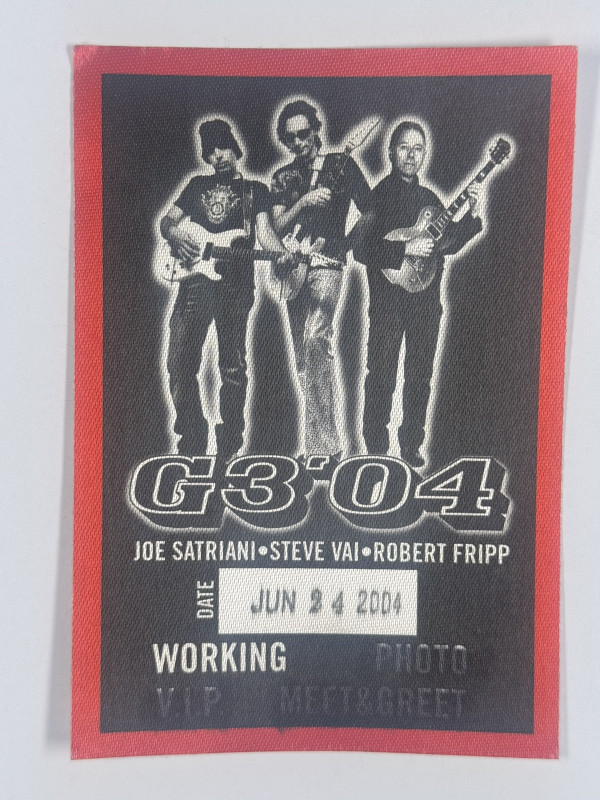 G3'04
JOE SATRIANI•STEVE VAI•ROBERT FRIPP
DATE JUN 24 2004
WORKING PHOTO
V.I.P MEET&GREET